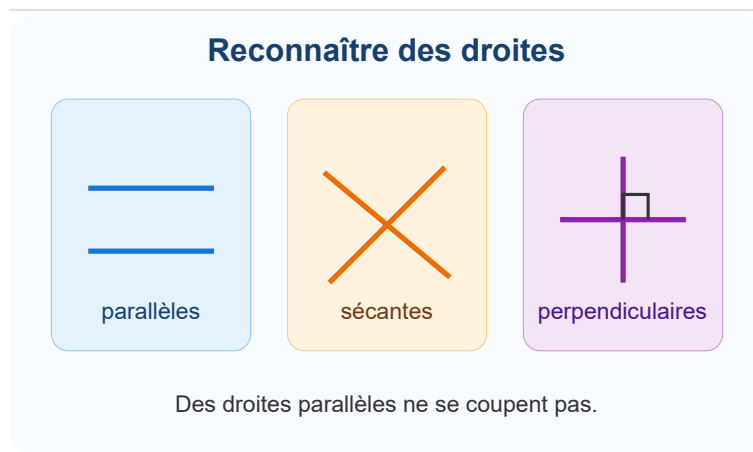 Reconnaître des droites
parallèles
sécantes
perpendiculaires
Des droites parallèles ne se coupent pas.